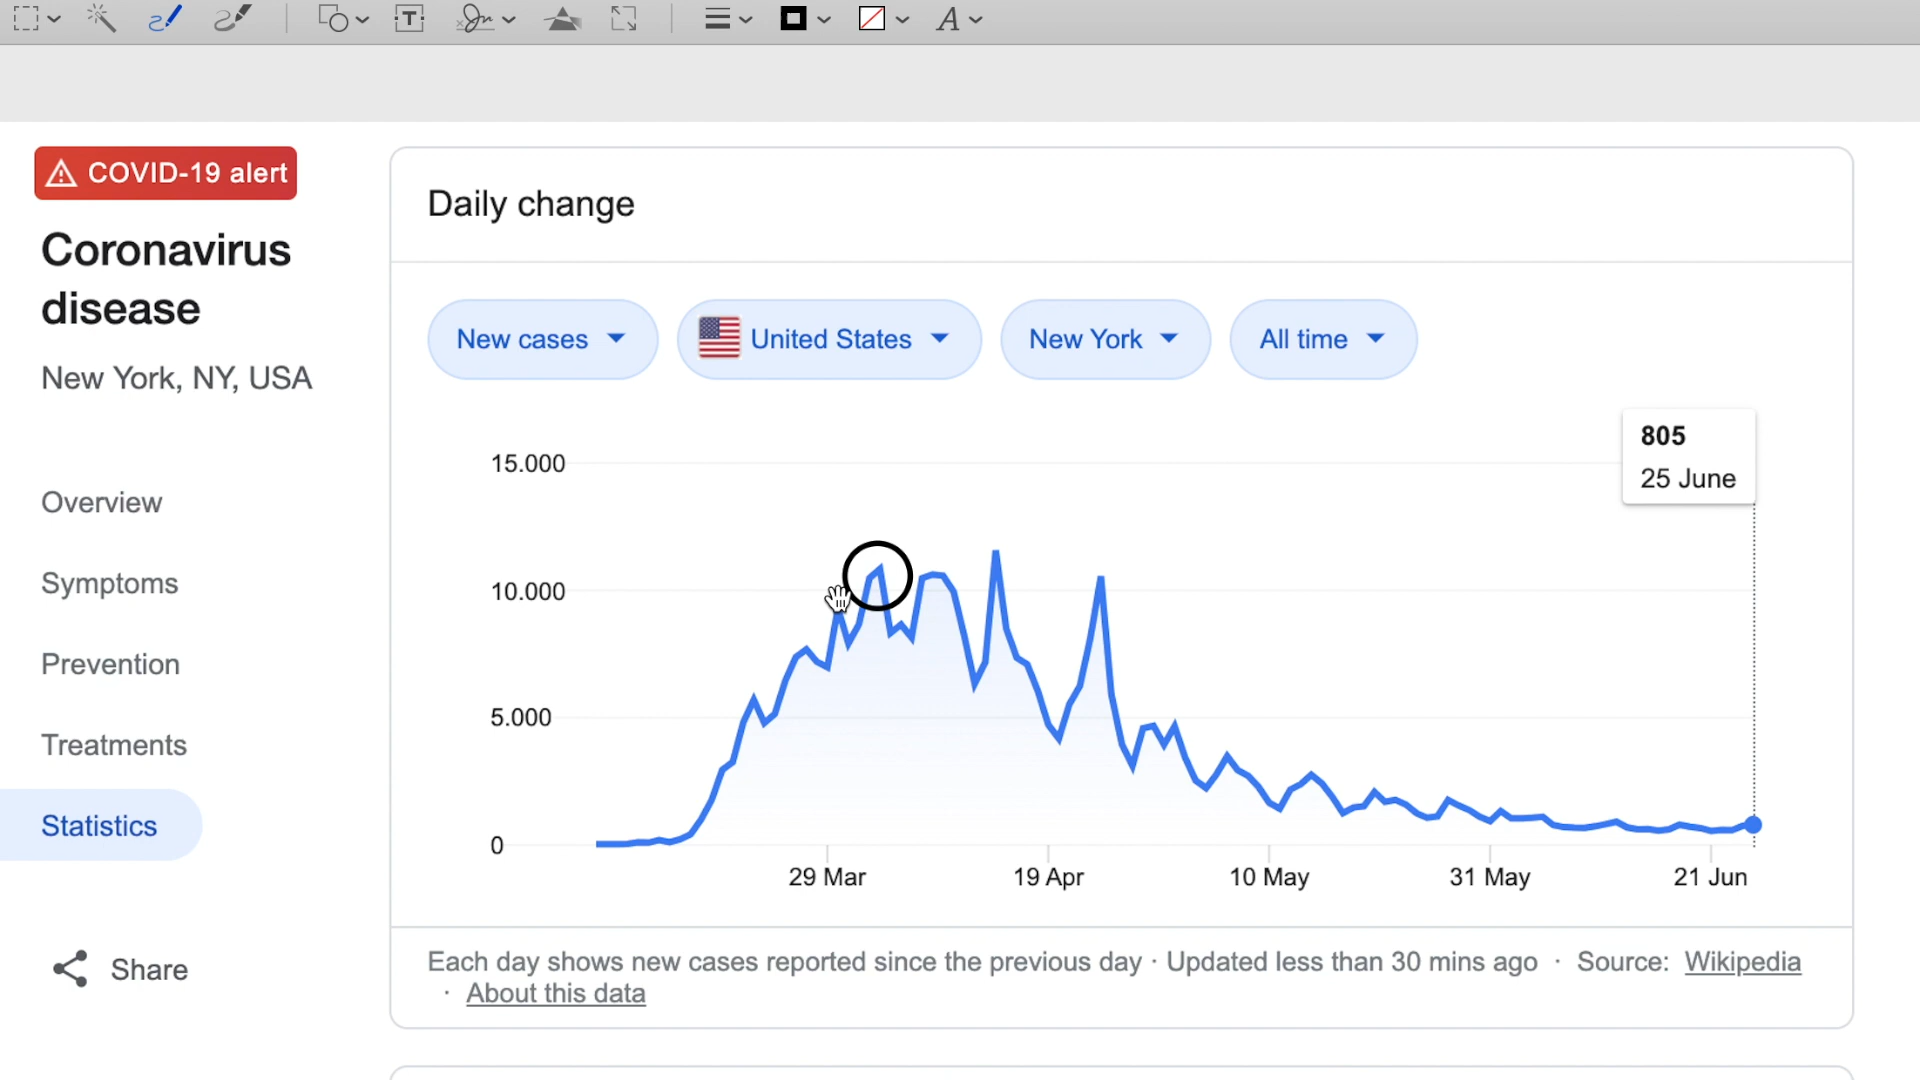 COVID-19 alert
Coronavirus
disease
New York, NY, USA
Overview
Symptoms
Prevention
Treatments
Statistics
Share
Daily change
New cases
United States
New York
All time
805
25 June
15.000
10.000
5.000
0
29 Mar
19 Apr
10 May
31 May
21 Jun
Each day shows new cases reported since the previous day · Updated less than 30 mins ago · Source: Wikipedia
· About this data